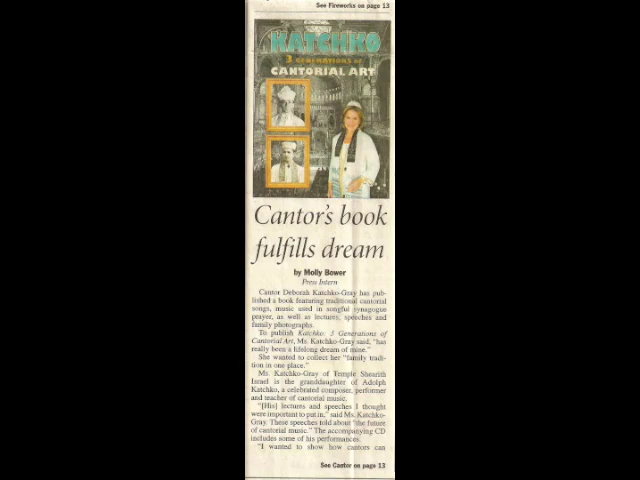 See Fireworks on page 13
KATCHKO
3 GENERATIONS OF
CANTORIAL ART
Cantor's book
fulfills dream
by Molly Bower
Press Intern
Cantor Deborah Katchko-Gray has pub-
lished a book featuring traditional cantorial
songs, music used in songful synagogue
prayer, as well as lectures, speeches and
family photographs.
To publish Katchko: 3 Generations of
Cantorial Art, Ms. Katchko-Gray said, "has
really been a lifelong dream of mine."
She wanted to collect her "family tradi-
tion in one place."
Ms. Katchko-Gray of Temple Shearith
Israel is the granddaughter of Adolph
Katchko, a celebrated composer, performer
and teacher of cantorial music.
"[His] lectures and speeches I thought
were important to put in," said Ms. Katchko-
Gray. These speeches told about "the future
of cantorial music." The accompanying CD
includes some of his performances.
"I wanted to show how cantors can
See Cantor on page 13